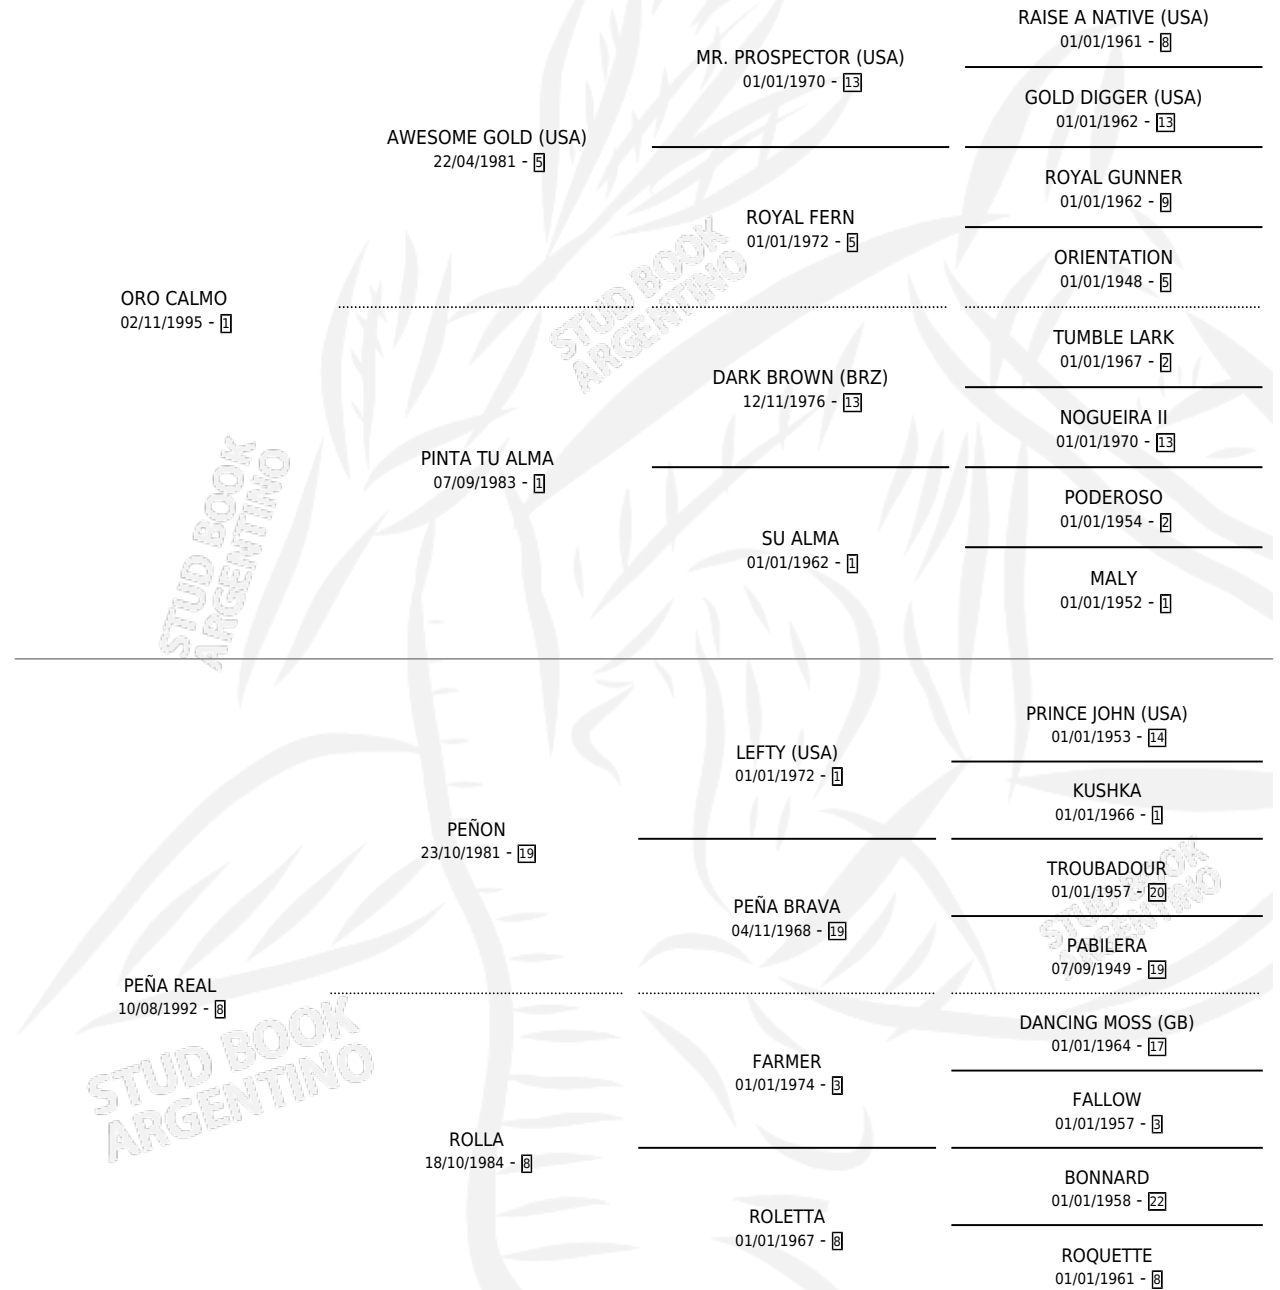 RAISE A NATIVE (USA)
01/01/1961 - 8
MR. PROSPECTOR (USA)
01/01/1970 - 13
GOLD DIGGER (USA)
01/01/1962 - 13
AWESOME GOLD (USA)
22/04/1981 - 5
ROYAL GUNNER
01/01/1962 - 9
ROYAL FERN
01/01/1972 - 5
ORIENTATION
01/01/1948 - 5
ORO CALMO
02/11/1995 - 1
TUMBLE LARK
01/01/1967 - 2
DARK BROWN (BRZ)
12/11/1976 - 13
NOGUEIRA II
01/01/1970 - 13
PINTA TU ALMA
07/09/1983 - 1
PODEROSO
01/01/1954 - 2
SU ALMA
01/01/1962 - 1
MALY
01/01/1952 - 1
PRINCE JOHN (USA)
01/01/1953 - 14
LEFTY (USA)
01/01/1972 - 1
KUSHKA
01/01/1966 - 1
PEÑON
23/10/1981 - 19
TROUBADOUR
01/01/1957 - 20
PEÑA BRAVA
04/11/1968 - 19
PABILERA
07/09/1949 - 19
PEÑA REAL
10/08/1992 - 8
DANCING MOSS (GB)
01/01/1964 - 17
FARMER
01/01/1974 - 3
FALLOW
01/01/1957 - 3
ROLLA
18/10/1984 - 8
BONNARD
01/01/1958 - 22
ROLETTA
01/01/1967 - 8
ROQUETTE
01/01/1961 - 8
STUD BOOK
ARGENTINO
STUD BOOK
ARGENTINO
STUD BOOK
ARGENTINO
STUD BOOK
ARGENTINO